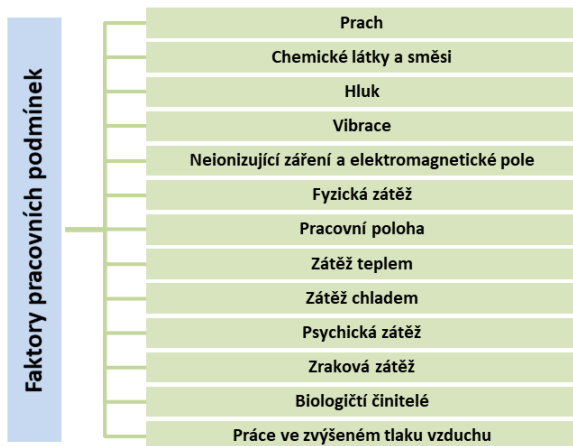 Faktory pracovních podmínek
Prach
Chemické látky a směsi
Hluk
Vibrace
Neionizující záření a elektromagnetické pole
Fyzická zátěž
Pracovní poloha
Zátěž teplem
Zátěž chladem
Psychická zátěž
Zraková zátěž
Biologičtí činitelé
Práce ve zvýšeném tlaku vzduchu